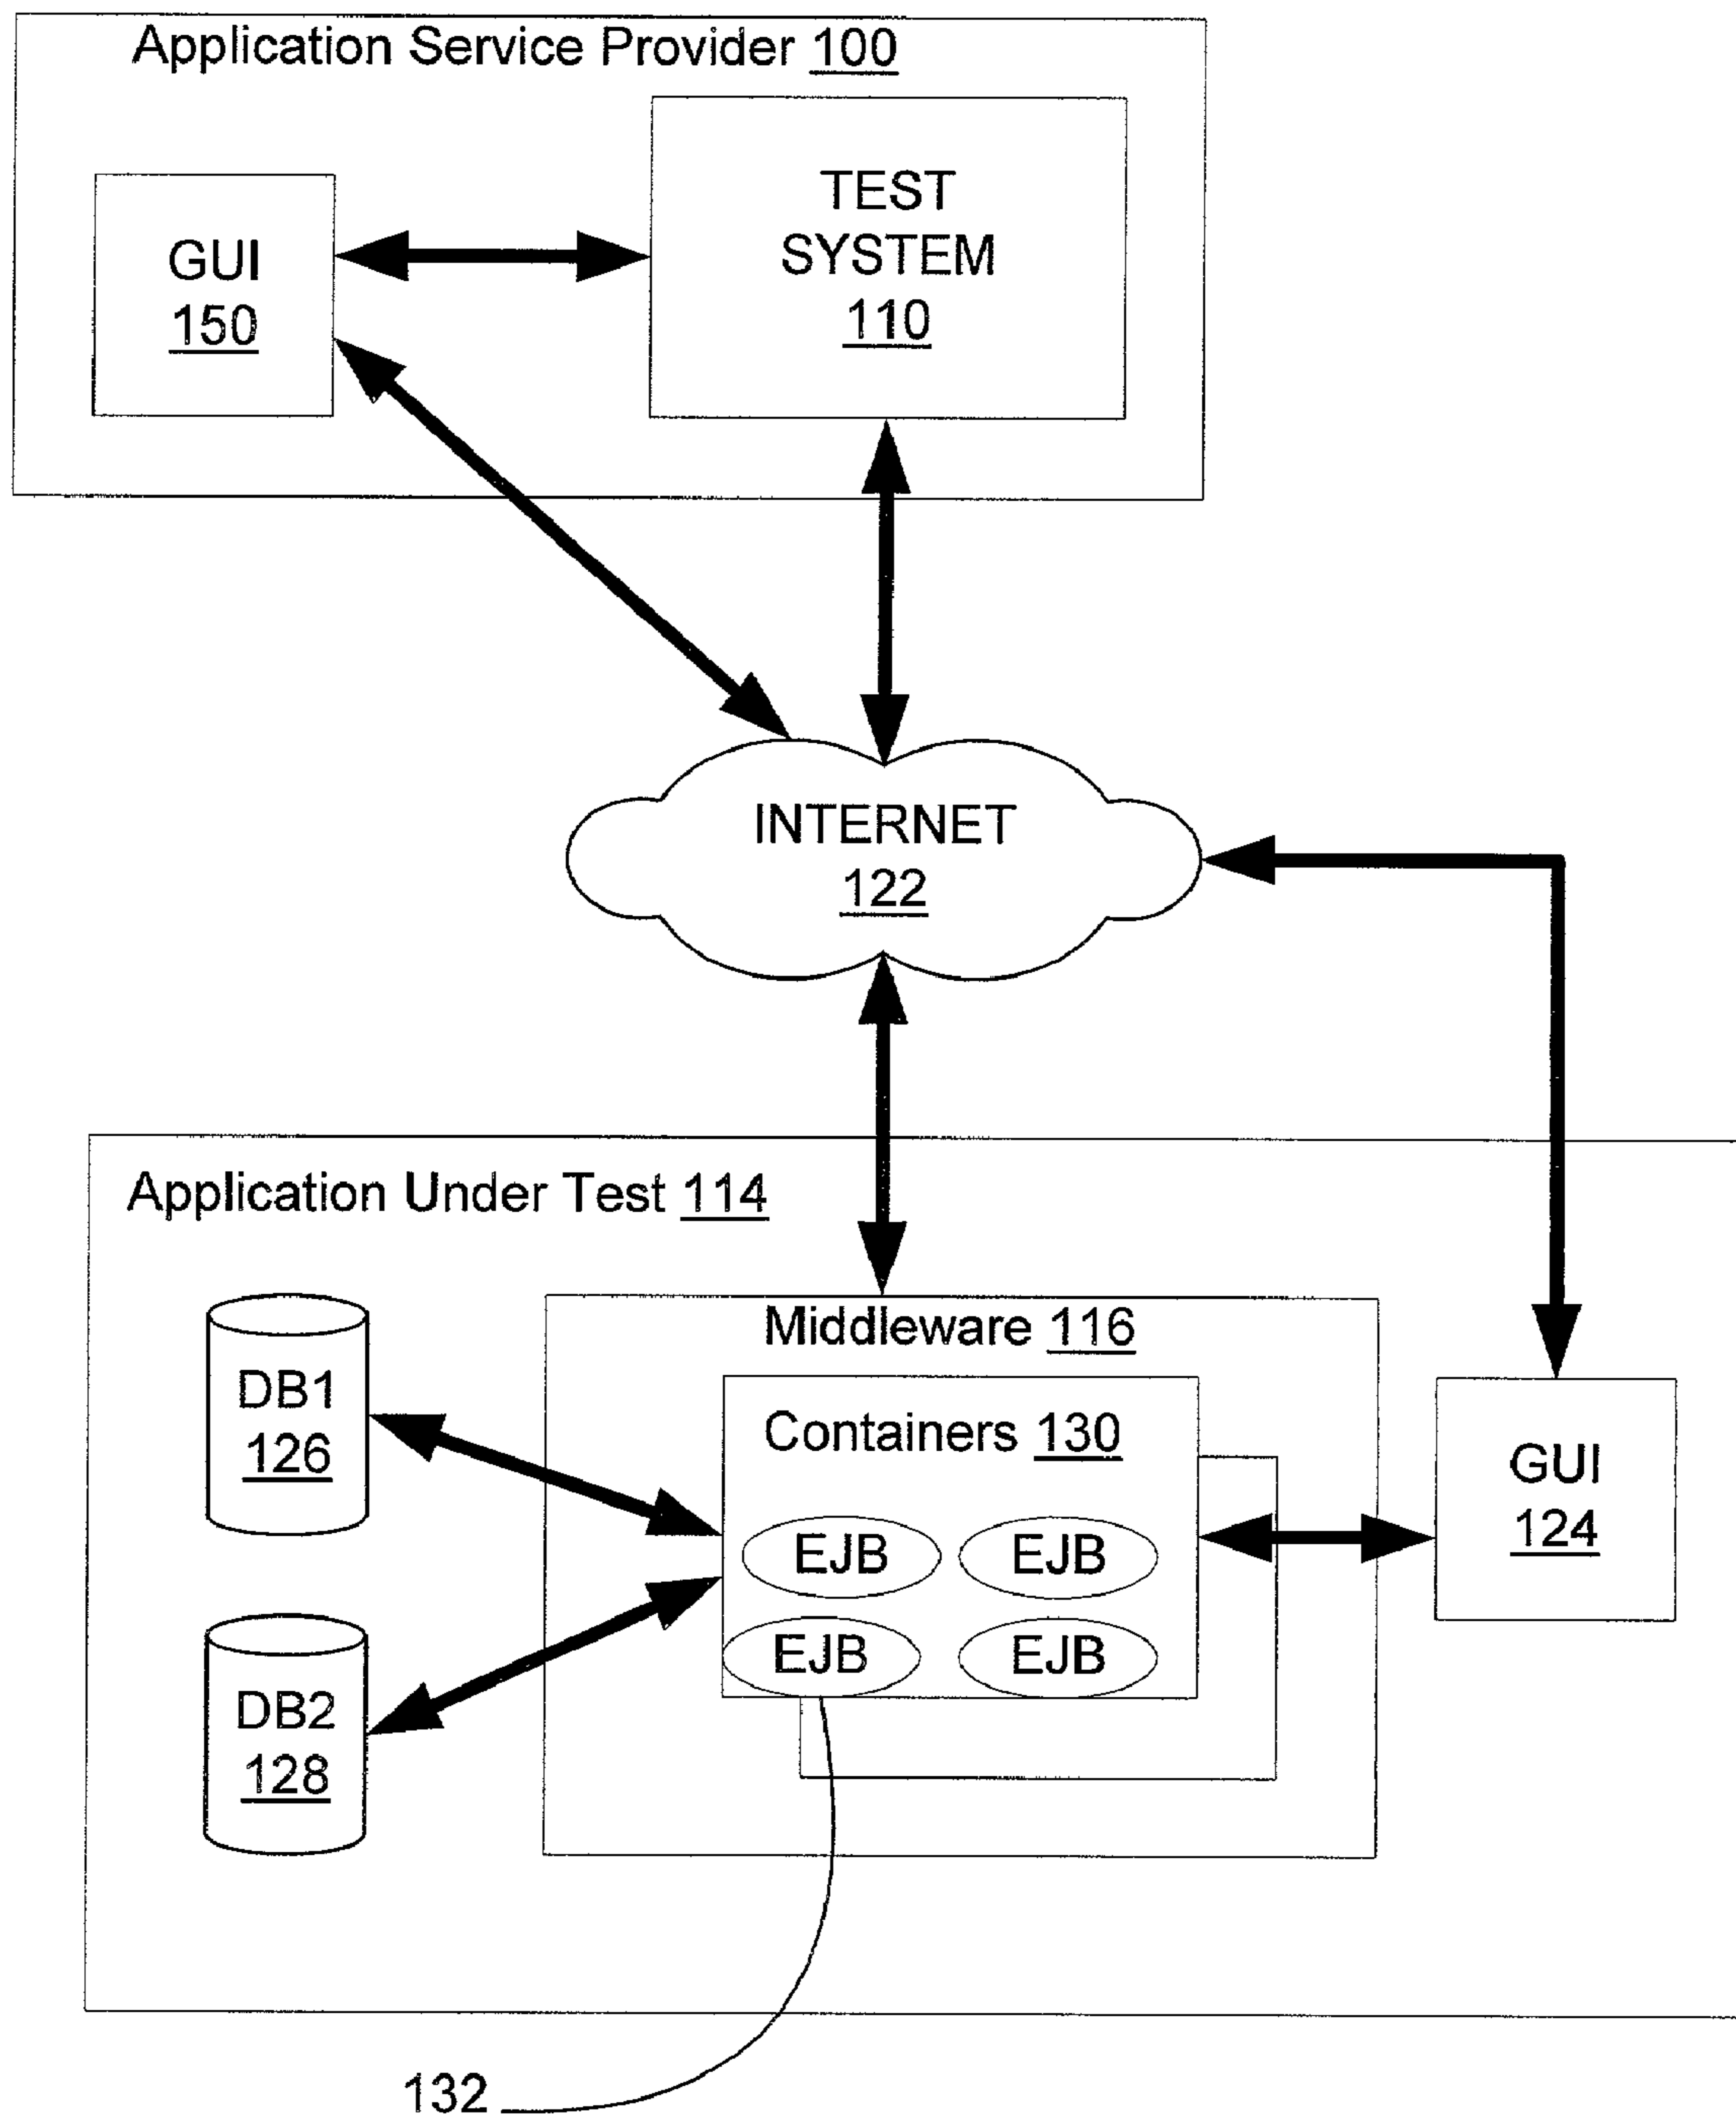 Application Service Provider 100
TEST
SYSTEM
110
GUI
150
INTERNET
122
Application Under Test 114
Middleware 116
DB1
126
Containers 130
GUI
124
EJB EJB
EJB EJB
DB2
128
132